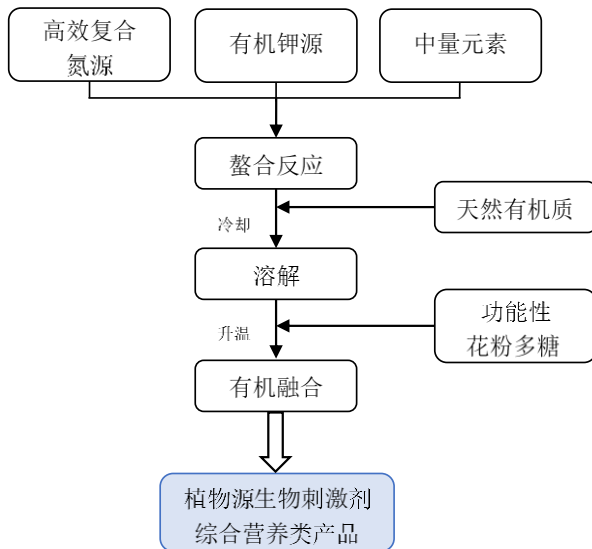 高效复合
氮源
有机钾源
中量元素
螯合反应
冷却
天然有机质
溶解
升温
功能性
花粉多糖
有机融合
植物源生物刺激剂
综合营养类产品